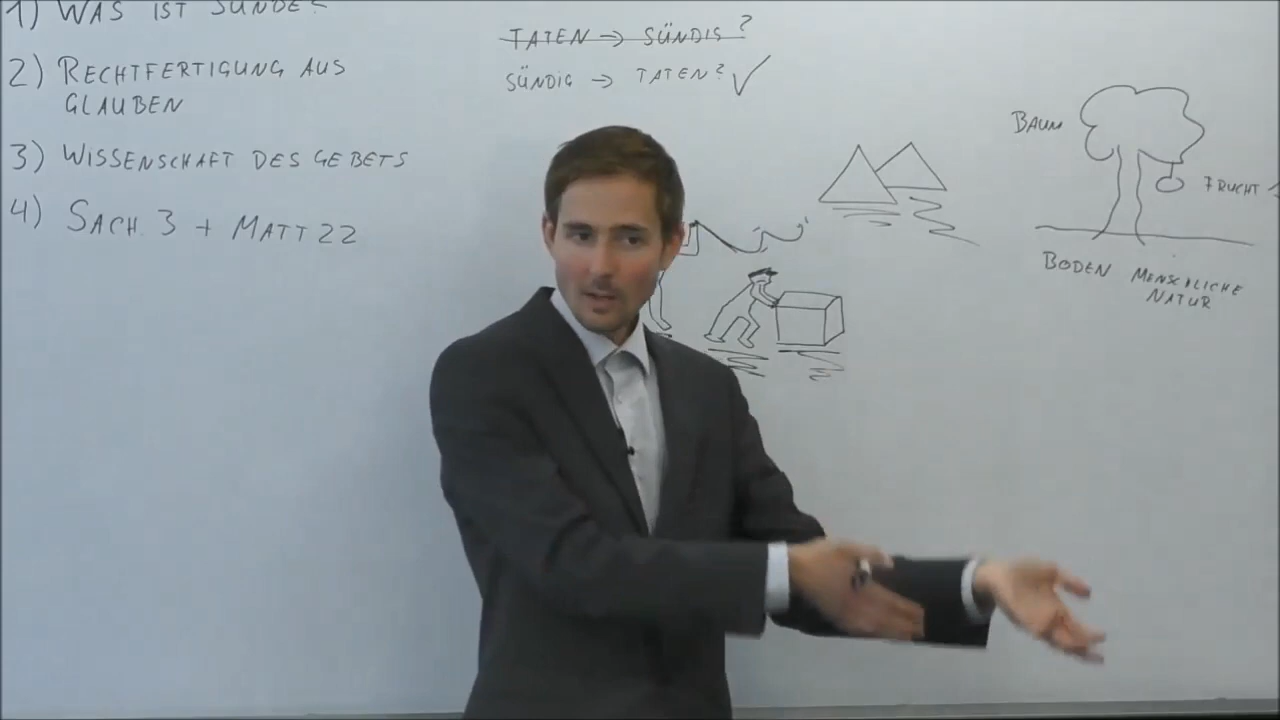 1) WAS IST SÜNDE?
2) RECHTFERTIGUNG AUS
GLAUBEN
3) WISSENSCHAFT DES GEBETS
4) SACH 3 + MATT 22
TATEN → SÜNDIG?
SÜNDIG → TATEN? ✓
BAUM
FRUCHT
BODEN MENSCHLICHE
NATUR